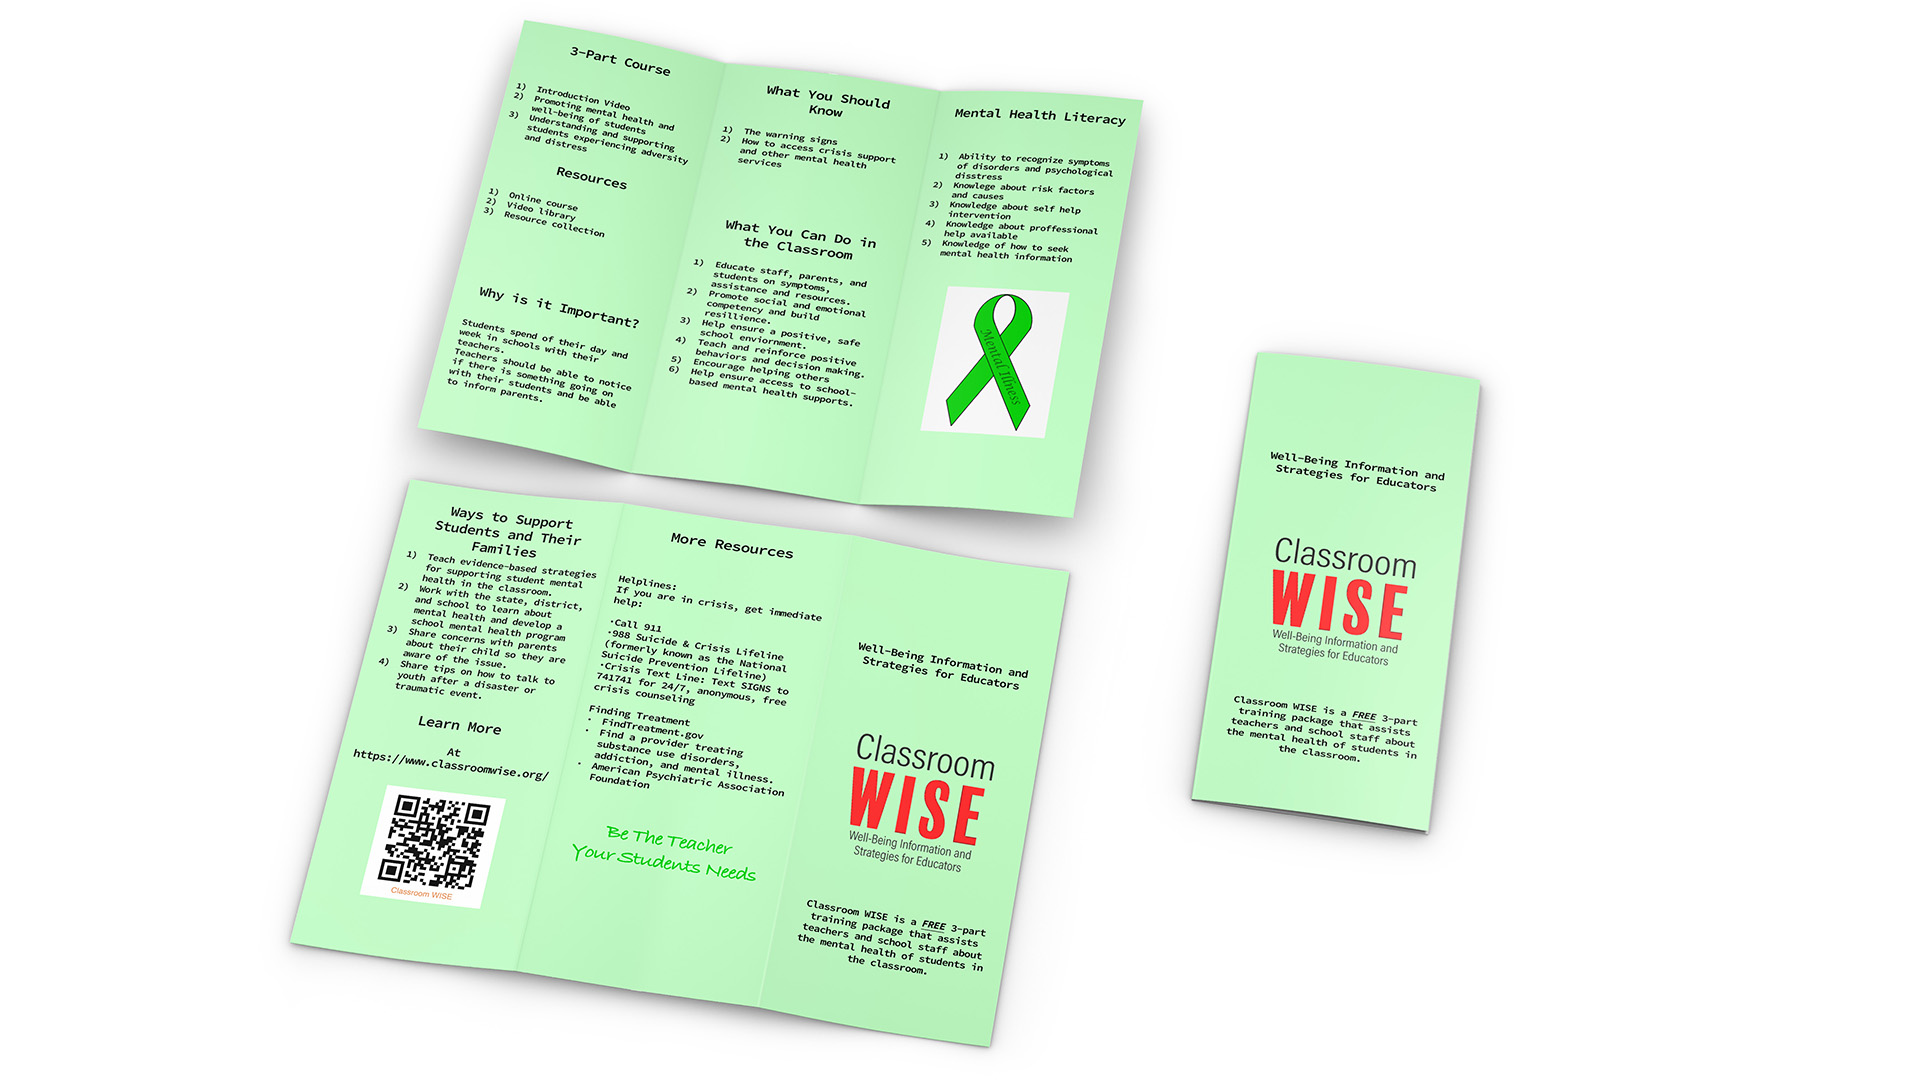 3-Part Course
1) Introduction Video
2) Promoting mental health and
well-being of students
3) Understanding and supporting
students experiencing adversity
and distress
Resources
1) Online course
2) Video library
3) Resource collection
Why is it Important?
Students spend of their day and
week in schools with their
teachers.
Teachers should be able to notice
if there is something going on
with their students and be able
to inform parents.
What You Should
Know
1) The warning signs
2) How to access crisis support
and other mental health
services
What You Can Do in
the Classroom
1) Educate staff, parents, and
students on symptoms,
assistance and resources.
2) Promote social and emotional
competency and build
resillience.
3) Help ensure a positive, safe
school enviornment.
4) Teach and reinforce positive
behaviors and decision making.
5) Encourage helping others
6) Help ensure access to school-
based mental health supports.
Mental Health Literacy
1) Ability to recognize symptoms
of disorders and psychological
disstress
2) Knowlege about risk factors
and causes
3) Knowledge about self help
intervention
4) Knowledge about proffessional
help available
5) Knowledge of how to seek
mental health information
Mental Illness
Ways to Support
Students and Their
Families
1) Teach evidence-based strategies
for supporting student mental
health in the classroom.
2) Work with the state, district,
and school to learn about
mental health and develop a
school mental health program
3) Share concerns with parents
about their child so they are
aware of the issue.
4) Share tips on how to talk to
youth after a disaster or
traumatic event.
Learn More
At
https://www.classroomwise.org/
Classroom WISE
More Resources
Helplines:
If you are in crisis, get immediate
help:
·Call 911
·988 Suicide & Crisis Lifeline
(formerly known as the National
Suicide Prevention Lifeline)
·Crisis Text Line: Text SIGNS to
741741 for 24/7, anonymous, free
crisis counseling
Finding Treatment
· FindTreatment.gov
· Find a provider treating
substance use disorders,
addiction, and mental illness.
· American Psychiatric Association
Foundation
Be The Teacher
Your Students Needs
Well-Being Information and
Strategies for Educators
Classroom
WISE
Well-Being Information and
Strategies for Educators
Classroom WISE is a FREE 3-part
training package that assists
teachers and school staff about
the mental health of students in
the classroom.
Well-Being Information and
Strategies for Educators
Classroom
WISE
Well-Being Information and
Strategies for Educators
Classroom WISE is a FREE 3-part
training package that assists
teachers and school staff about
the mental health of students in
the classroom.